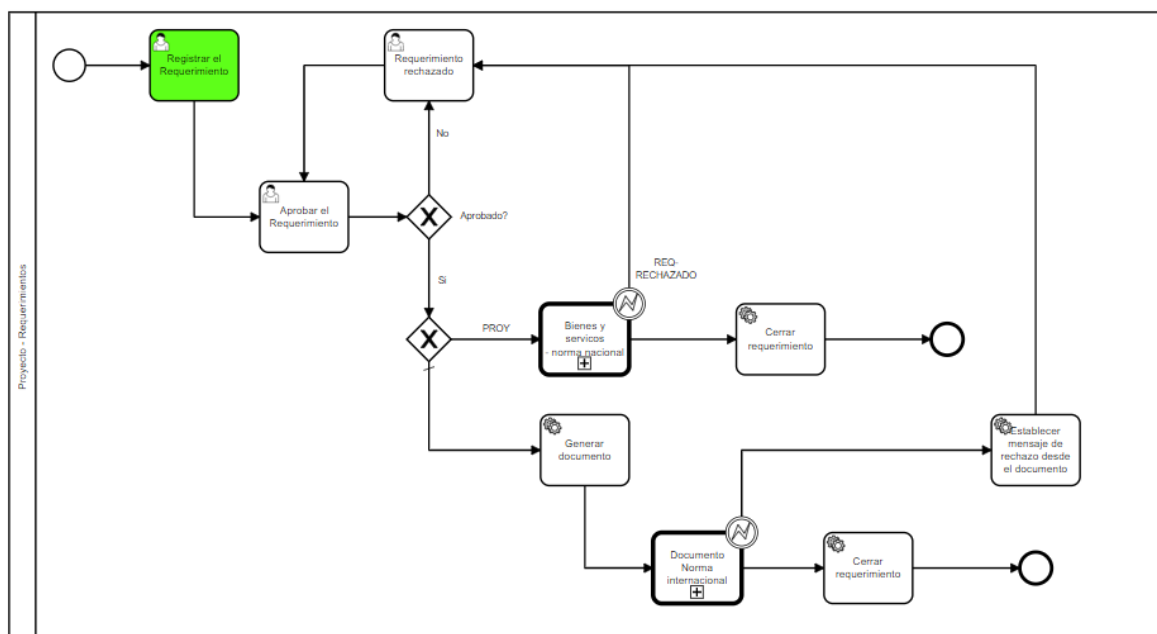 Proyecto - Requerimientos
Registrar el
Requerimiento
Requerimiento
rechazado
No
Aprobar el
Requerimiento
Aprobado?
Si
REQ-
RECHAZADO
PROY
Bienes y
servicos
- norma nacional
Cerrar
requerimiento
Generar
documento
Establecer
mensaje de
rechazo desde
el documento
Documento
Norma
internacional
Cerrar
requerimiento